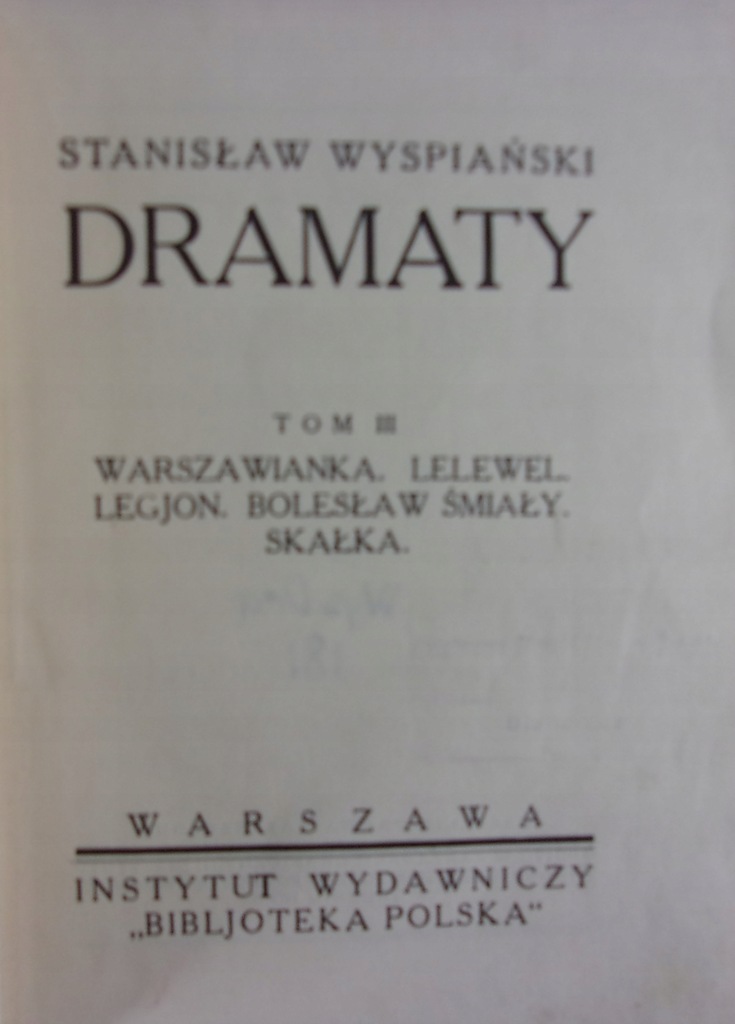 STANISŁAW WYSPIAŃSKI
DRAMATY
TOM III
WARSZAWIANKA. LELEWEL.
LEGJON. BOLESŁAW ŚMIAŁY.
SKAŁKA.
WARSZAWA
INSTYTUT WYDAWNICZY
„BIBLJOTEKA POLSKA“